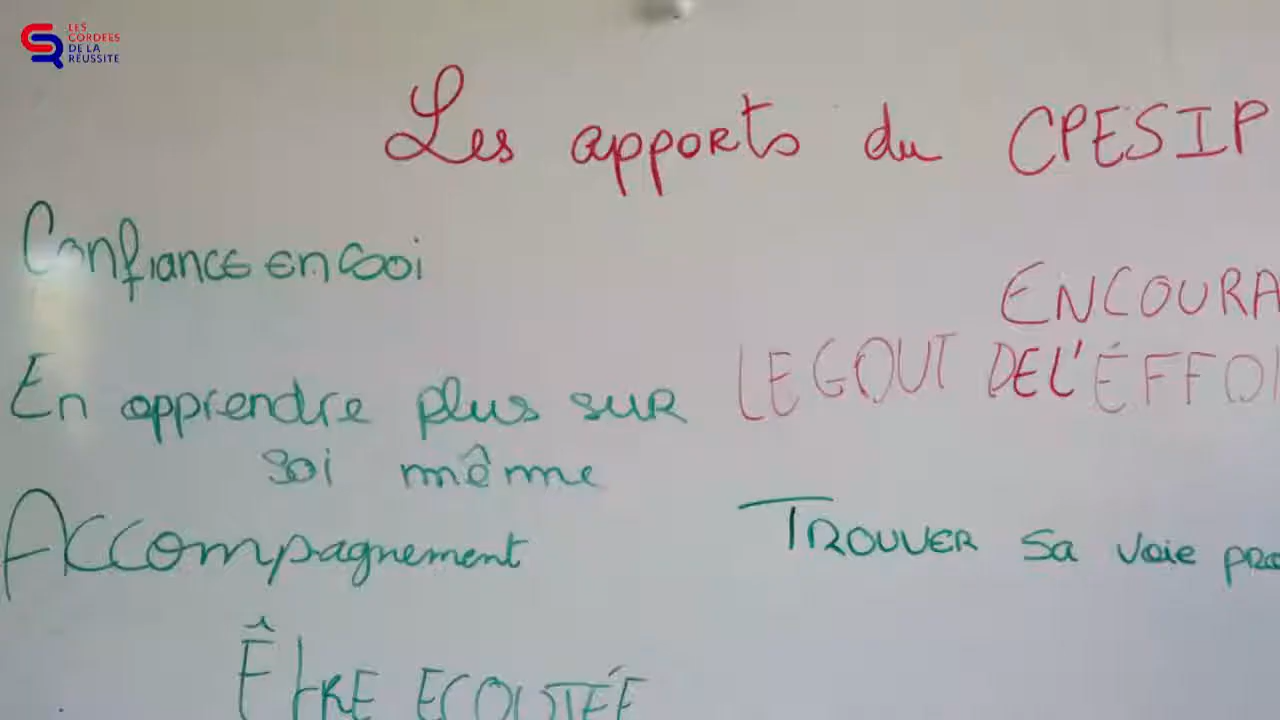 LES
CORDÉES
DE LA
RÉUSSITE
Les apports du CPESIP
Confiance en soi
ENCOURA
LE GOUT DE L'ÉFFO
En apprendre plus sur
soi même
Accompagnement
TROUVER sa voie pro
ÊTRE ECOUTÉE